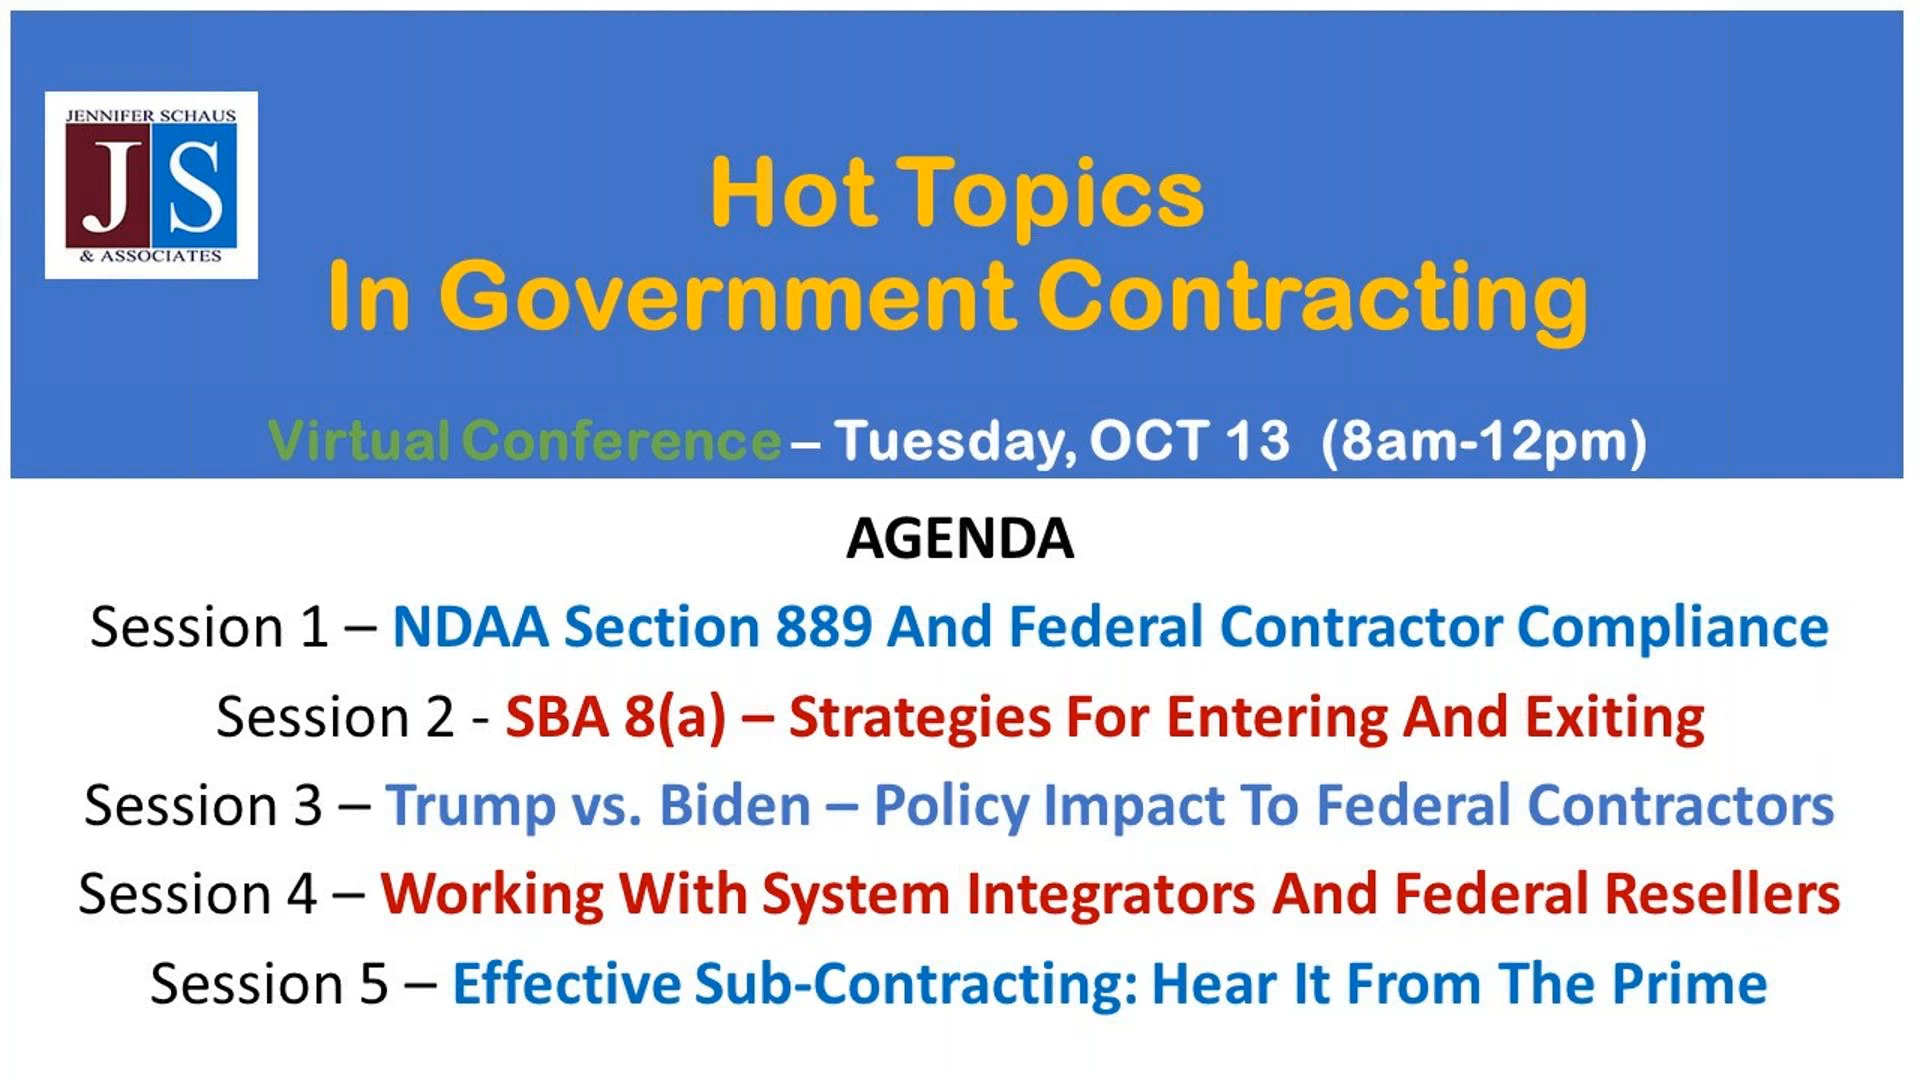 JENNIFER SCHAUS
JS
& ASSOCIATES
Hot Topics
In Government Contracting
Virtual Conference – Tuesday, OCT 13 (8am-12pm)
AGENDA
Session 1 – NDAA Section 889 And Federal Contractor Compliance
Session 2 - SBA 8(a) – Strategies For Entering And Exiting
Session 3 – Trump vs. Biden – Policy Impact To Federal Contractors
Session 4 – Working With System Integrators And Federal Resellers
Session 5 – Effective Sub-Contracting: Hear It From The Prime